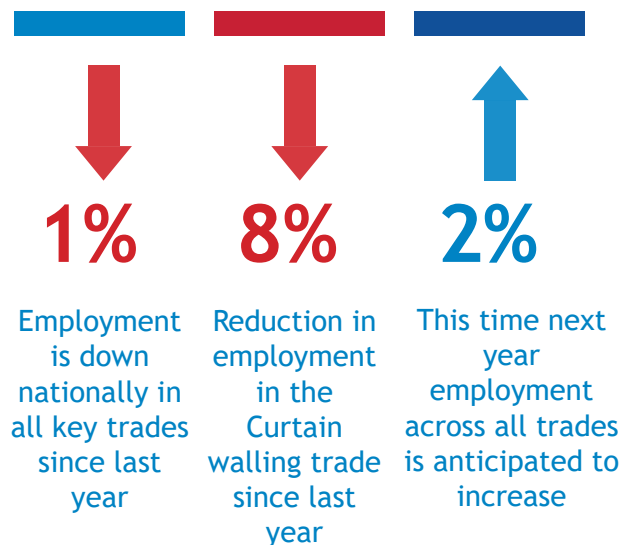 1%
Employment
is down
nationally in
all key trades
since last
year
8%
Reduction in
employment
in the
Curtain
walling trade
since last
year
2%
This time next
year
employment
across all trades
is anticipated to
increase